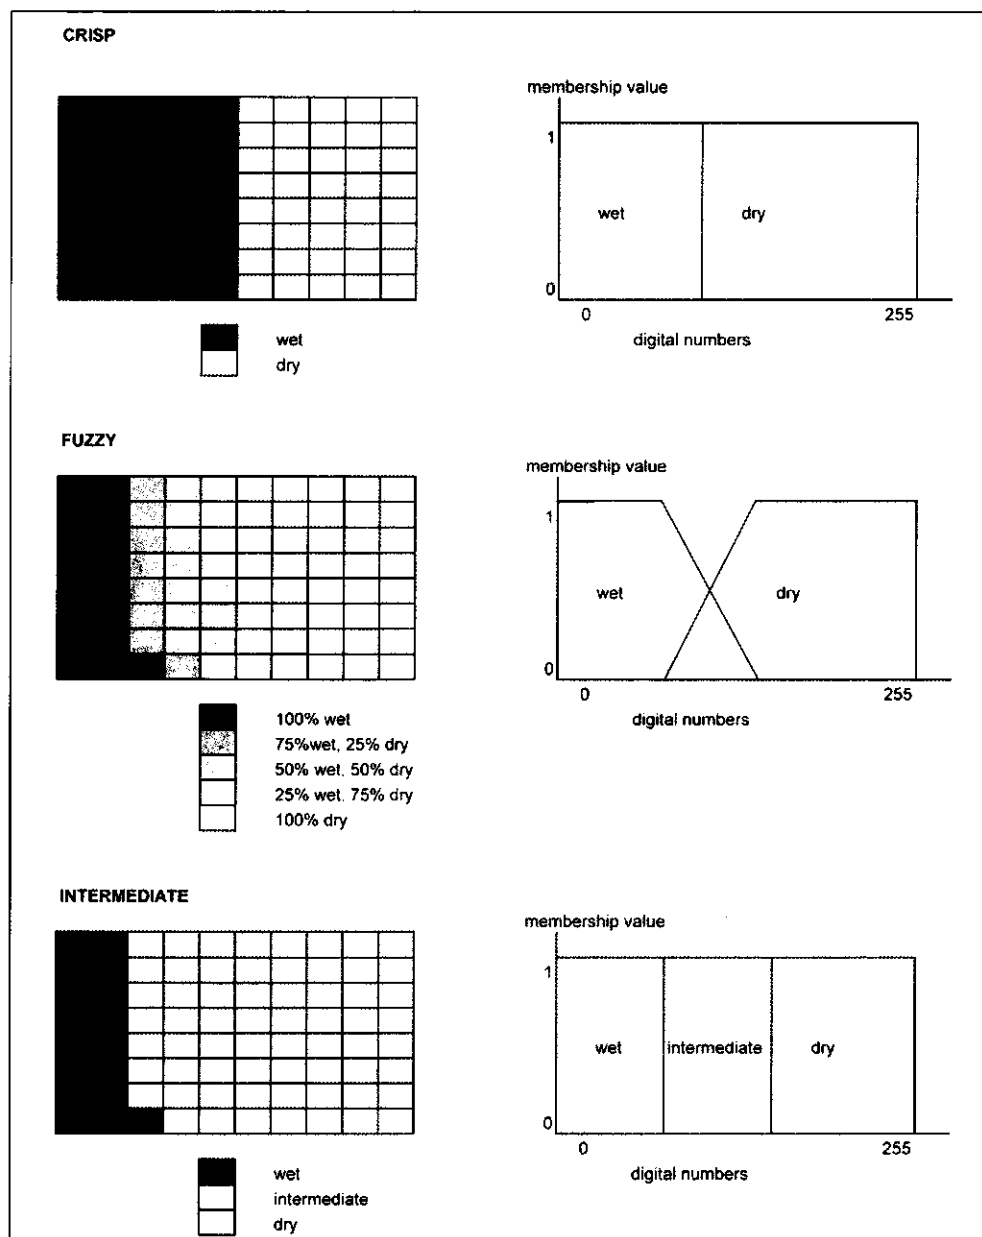 CRISP
membership value
1
wet
dry
0
0
255
digital numbers
wet
dry
FUZZY
membership value
1
wet
dry
0
0
255
digital numbers
100% wet
75%wet, 25% dry
50% wet, 50% dry
25% wet, 75% dry
100% dry
INTERMEDIATE
membership value
1
wet
intermediate
dry
0
0
255
digital numbers
wet
intermediate
dry